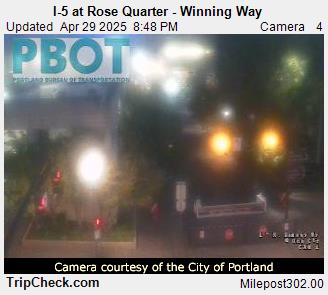 I-5 at Rose Quarter - Winning Way
Updated Apr 29 2025 8:48 PM Camera 4
PBOT
PORTLAND BUREAU OF TRANSPORTATION
Camera courtesy of the City of Portland
TripCheck.com Milepost302.00